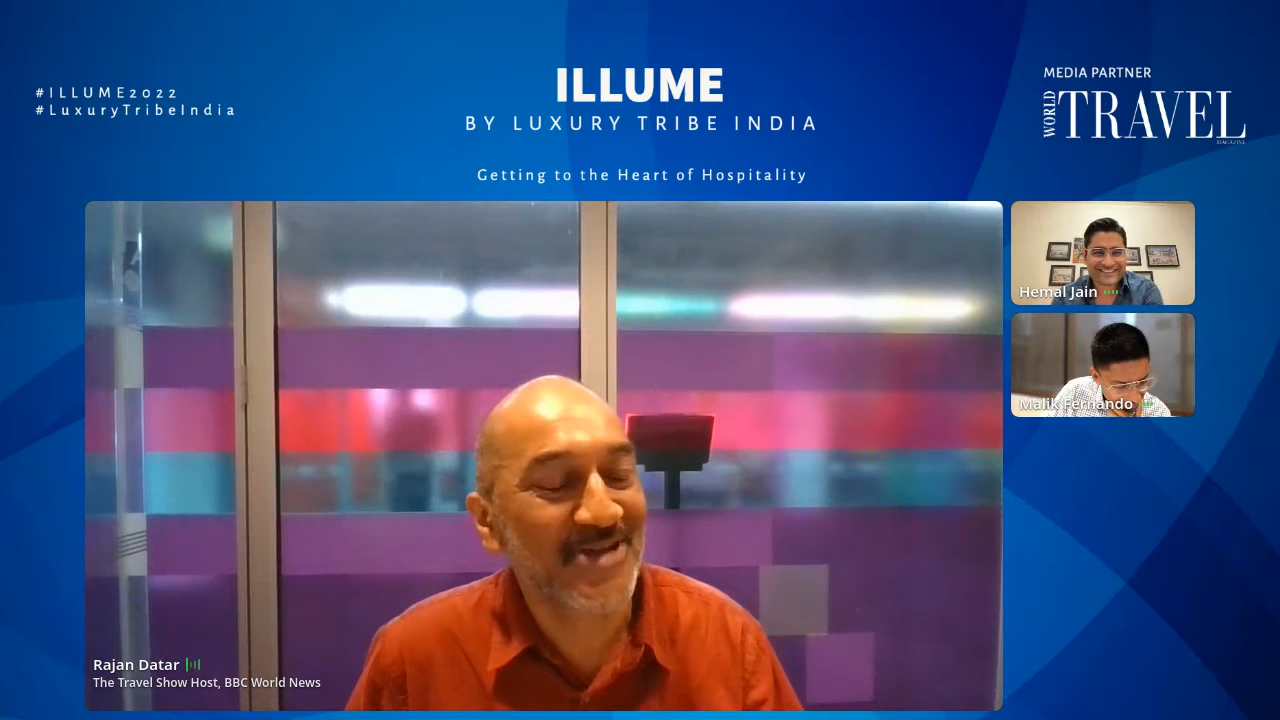 #ILLUME2022
#LuxuryTribeIndia
ILLUME
BY LUXURY TRIBE INDIA
Getting to the Heart of Hospitality
MEDIA PARTNER
WORLD
TRAVEL
MAGAZINE
Hemal Jain
Malik Fernando
Rajan Datar
The Travel Show Host, BBC World News